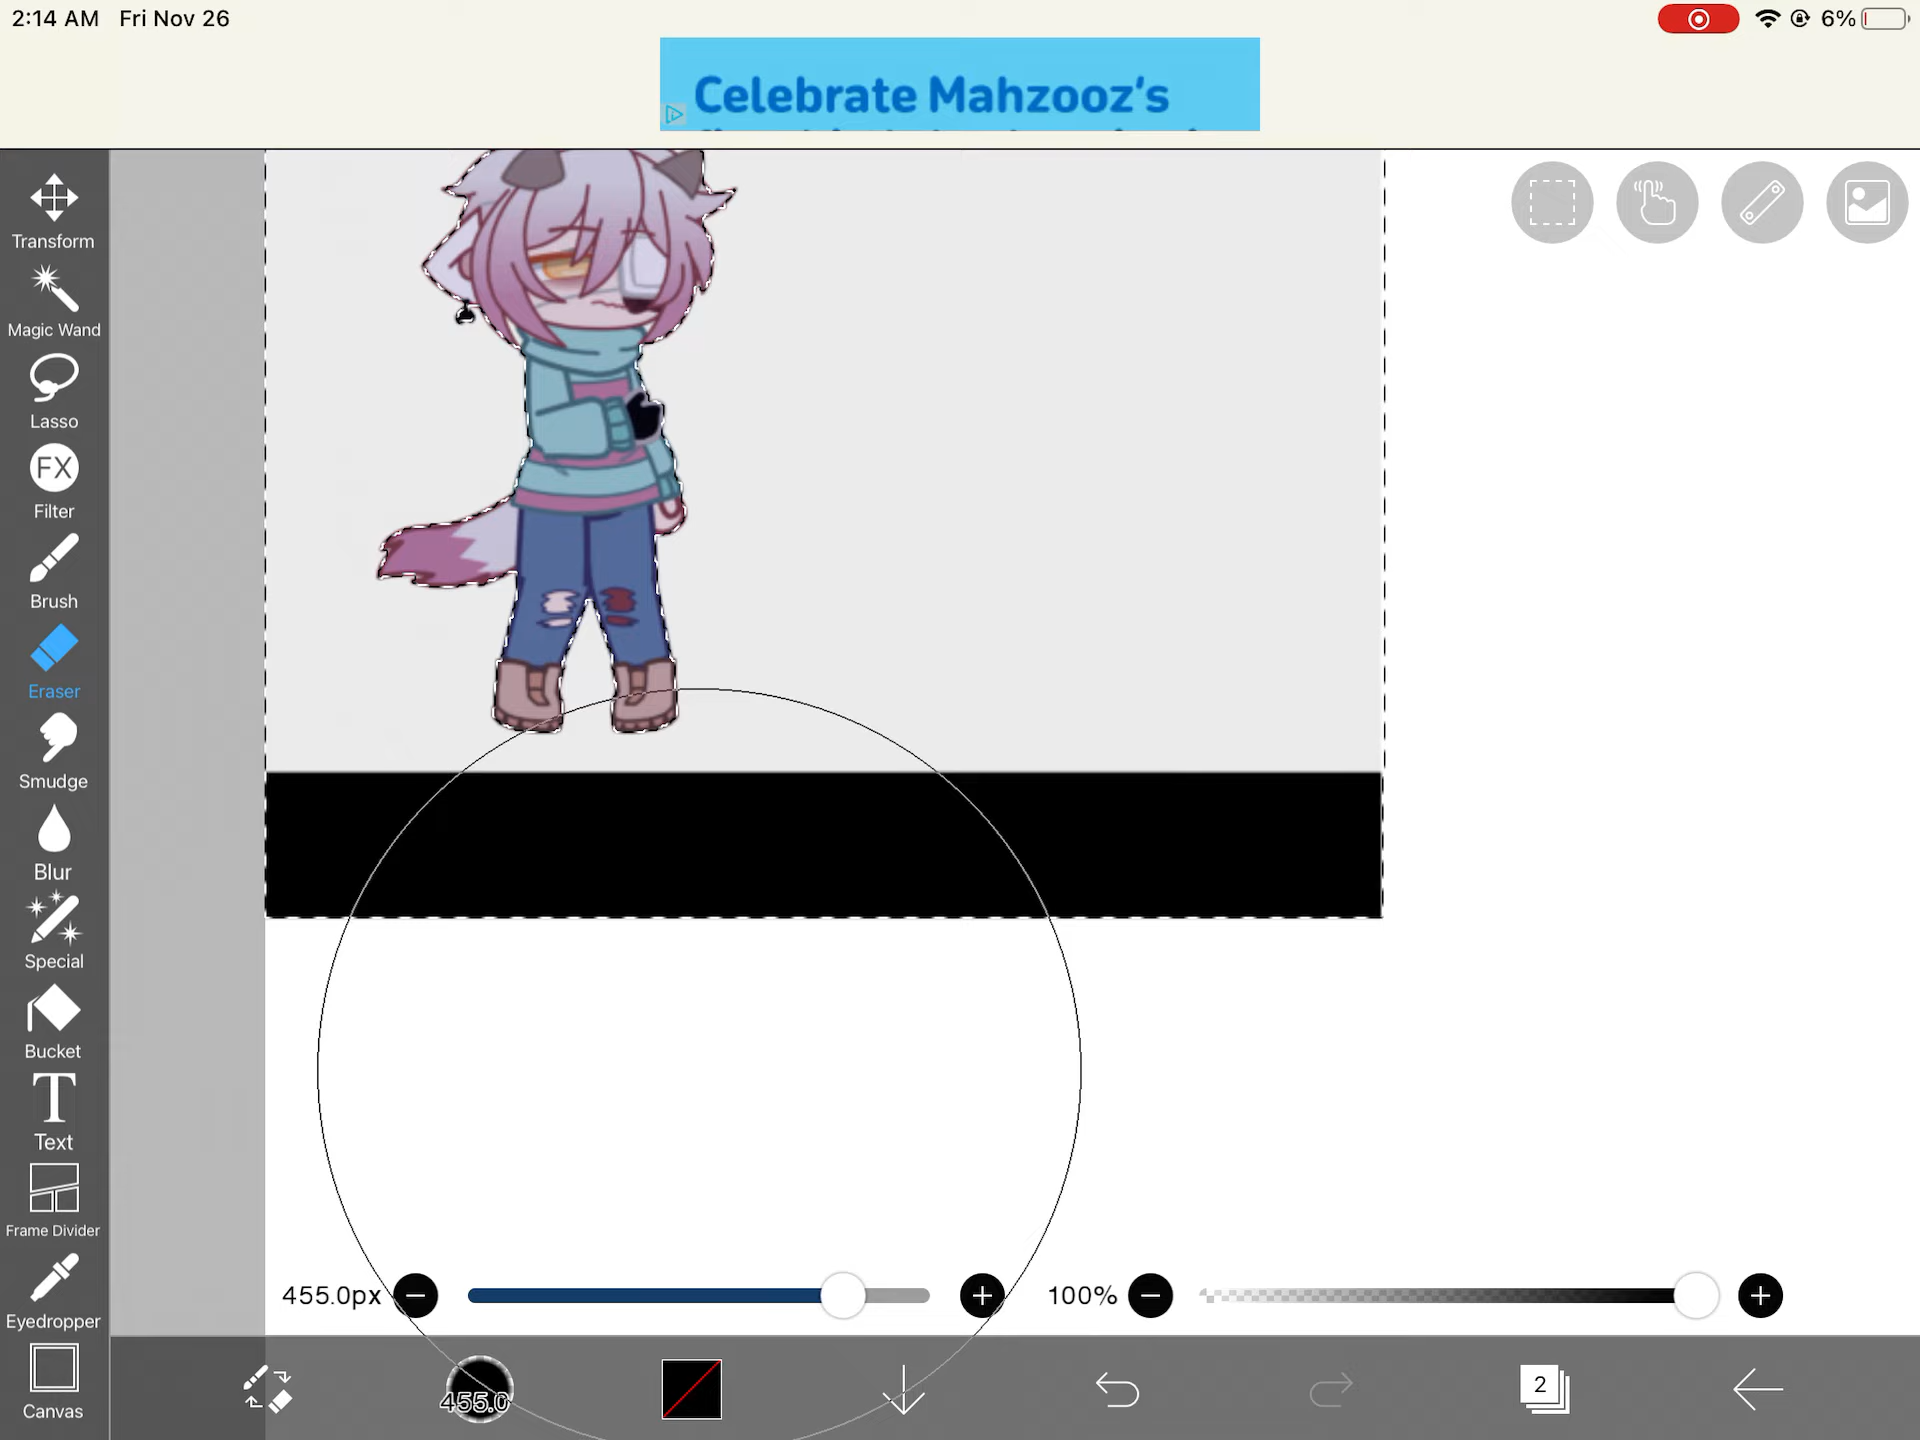 2:14 AM Fri Nov 26
6%
Celebrate Mahzooz's
Transform
Magic Wand
Lasso
FX
Filter
Brush
Eraser
Smudge
Blur
Special
Bucket
T
Text
Frame Divider
Eyedropper
Canvas
455.0px
100%
455.0
2